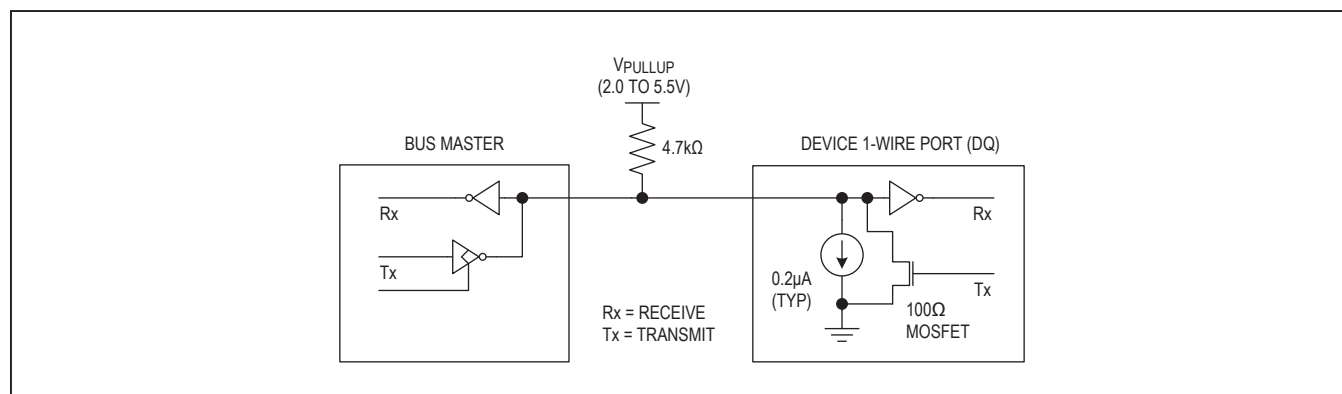 VPULLUP
(2.0 TO 5.5V)
4.7kΩ
BUS MASTER
Rx
Tx
DEVICE 1-WIRE PORT (DQ)
Rx
Tx
0.2µA
(TYP)
100Ω
MOSFET
Rx = RECEIVE
Tx = TRANSMIT